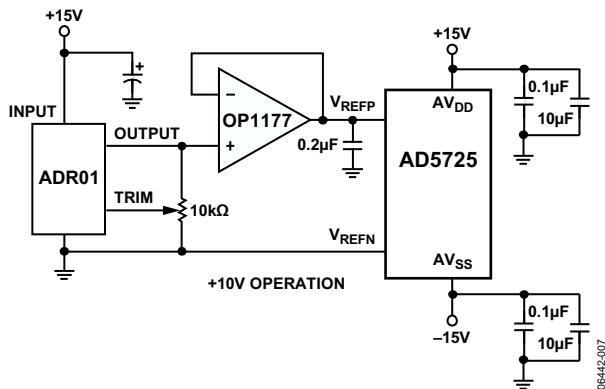 +15V
+15V
+
INPUT
0.1µF
10µF
AV_DD
V_REFP
OP1177
−
+
OUTPUT
0.2µF
AD5725
ADR01
TRIM
10kΩ
V_REFN
AV_SS
+10V OPERATION
0.1µF
10µF
−15V
06442-007